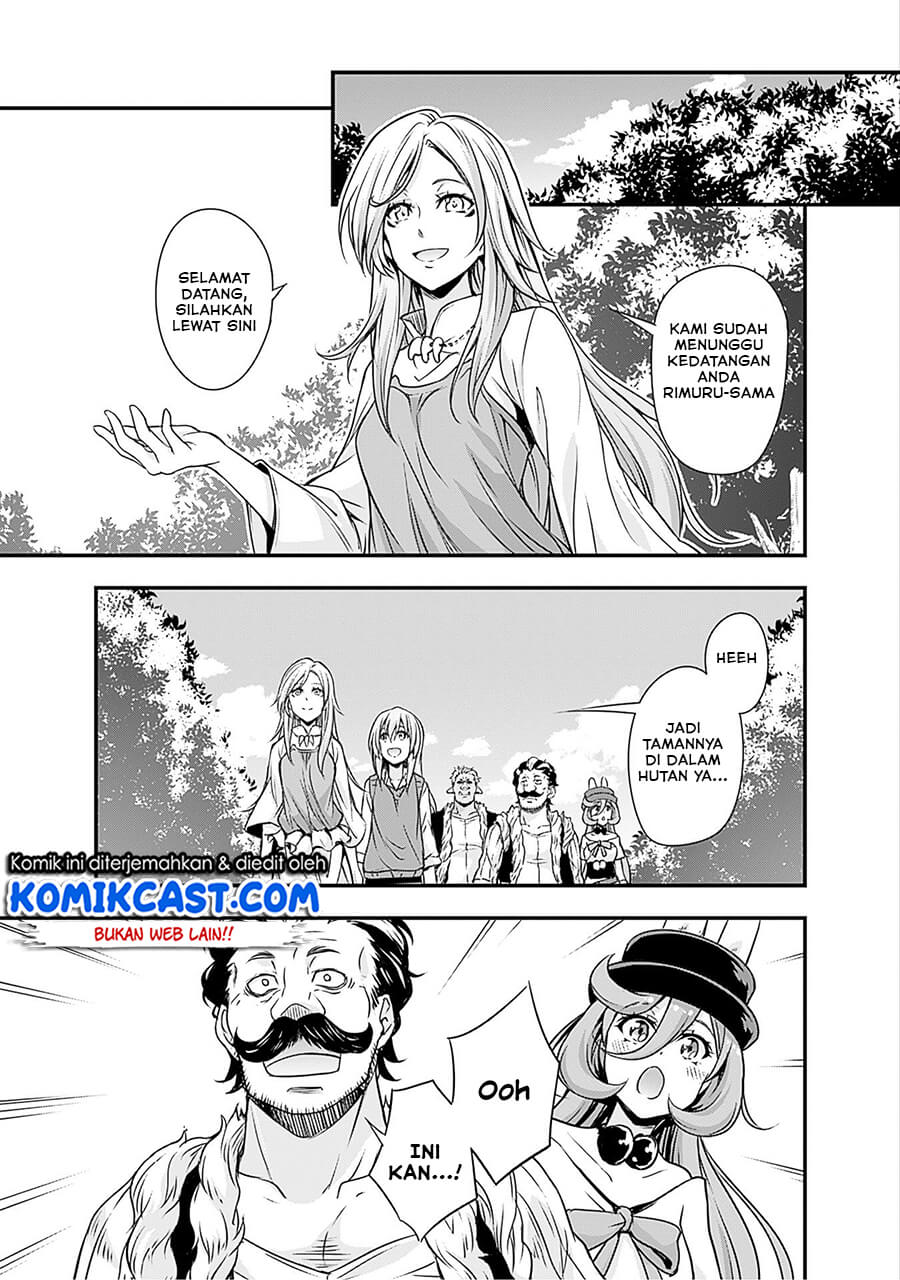 KAMI SUDAH
MENUNGGU
KEDATANGAN
ANDA
RIMURU-SAMA
SELAMAT
DATANG,
SILAHKAN
LEWAT SINI
HEEH
JADI
TAMANNYA
DI DALAM
HUTAN YA...
Komik ini diterjemahkan & diedit oleh
KOMIKCAST.COM
BUKAN WEB LAIN!!
Ooh
INI
KAN...!